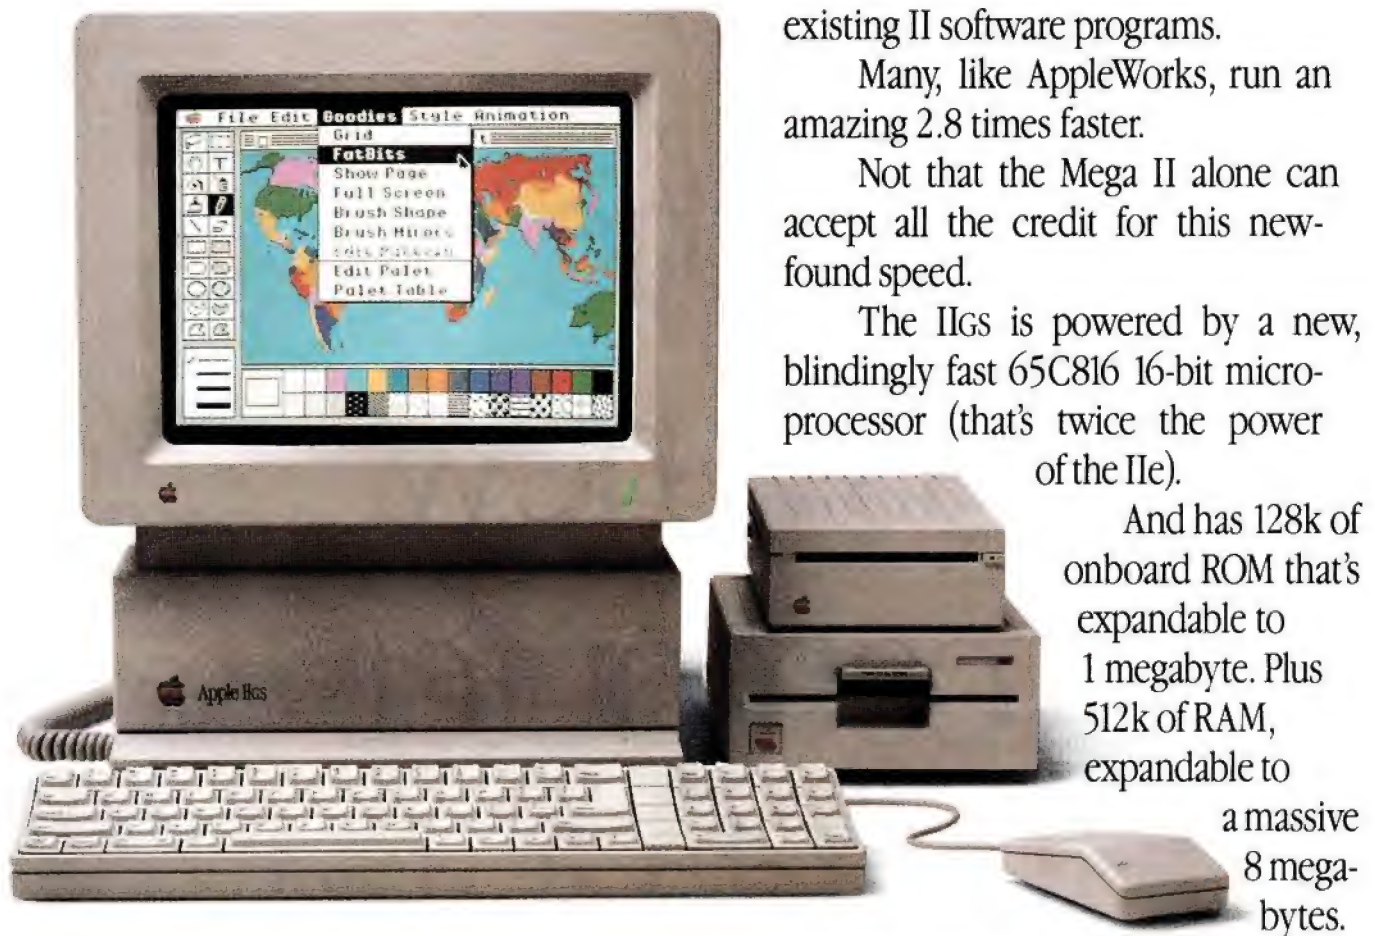 File Edit Goodies Style Animation
Grid
FatBits
Show Page
Full Screen
Brush Shape
Brush Mirors
Edit Pattern
Edit Palet
Palet Table
T
Apple IIGS
existing II software programs.
Many, like AppleWorks, run an
amazing 2.8 times faster.
Not that the Mega II alone can
accept all the credit for this new-
found speed.
The IIGS is powered by a new,
blindingly fast 65C816 16-bit micro-
processor (that's twice the power
of the IIe).
And has 128k of
onboard ROM that's
expandable to
1 megabyte. Plus
512k of RAM,
expandable to
a massive
8 mega-
bytes.